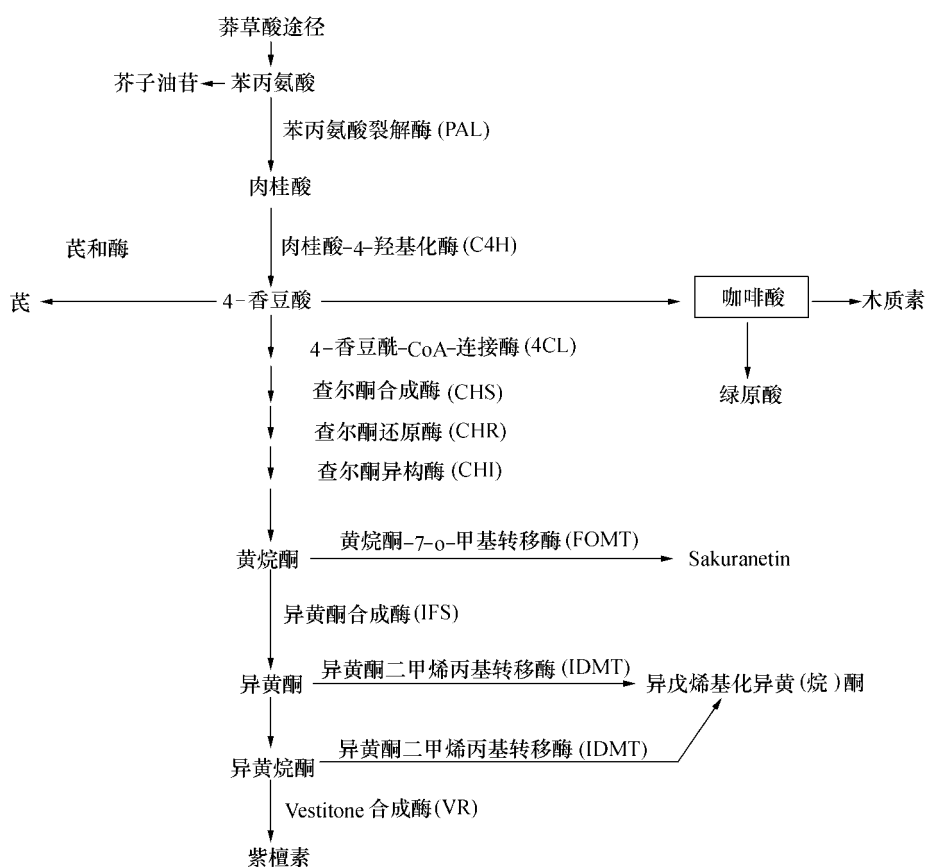 莽草酸途径
芥子油苷 苯丙氨酸
苯丙氨酸裂解酶(PAL)
肉桂酸
芪和酶
肉桂酸-4-羟基化酶(C4H)
芪 4-香豆酸 咖啡酸 木质素
4-香豆酰-CoA-连接酶(4CL)
查尔酮合成酶(CHS)
绿原酸
查尔酮还原酶(CHR)
查尔酮异构酶(CHI)
黄烷酮-7-o-甲基转移酶(FOMT)
黄烷酮 Sakuranetin
异黄酮合成酶(IFS)
异黄酮二甲烯丙基转移酶(IDMT)
异黄酮 异戊烯基化异黄(烷)酮
异黄酮二甲烯丙基转移酶(IDMT)
异黄烷酮
Vestitone 合成酶(VR)
紫檀素